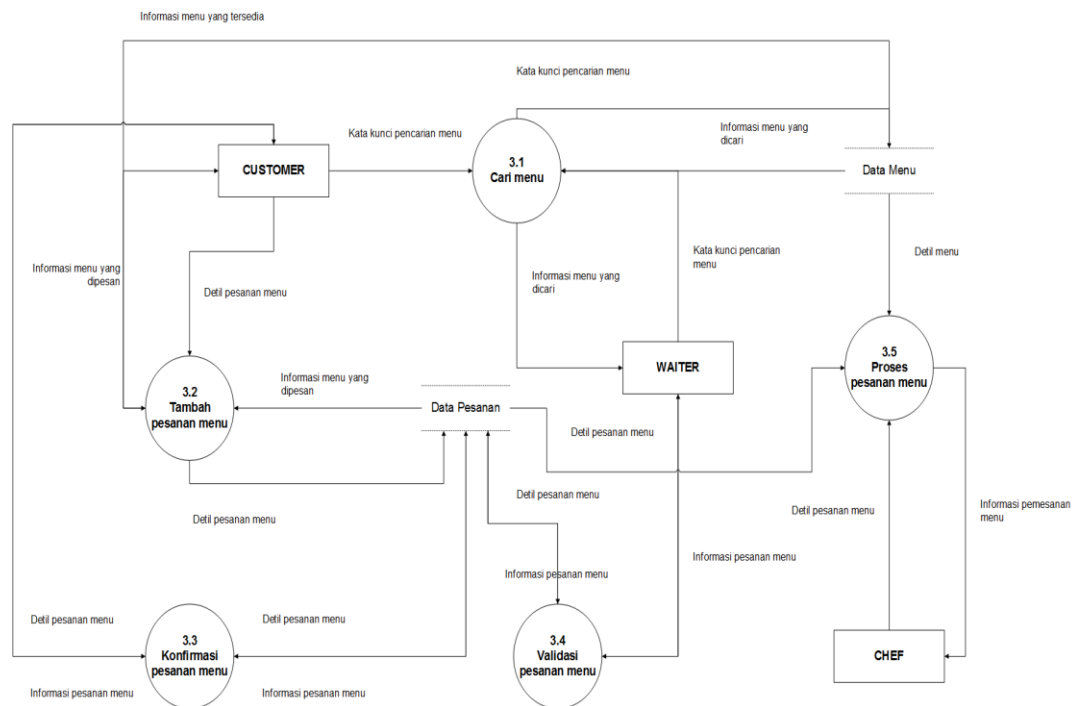 Informasi menu yang tersedia
Kata kunci pencarian menu
Kata kunci pencarian menu
Informasi menu yang
dicari
CUSTOMER
3.1
Cari menu
Data Menu
Informasi menu yang
dipesan
Detil pesanan menu
Informasi menu yang
dicari
Kata kunci pencarian
menu
Detil menu
3.2
Tambah
pesanan menu
Informasi menu yang
dipesan
Data Pesanan
WAITER
3.5
Proses
pesanan menu
Detil pesanan menu
Detil pesanan menu
Detil pesanan menu
Detil pesanan menu
Informasi pemesanan
menu
Informasi pesanan menu
Informasi pesanan menu
Detil pesanan menu
Detil pesanan menu
3.3
Konfirmasi
pesanan menu
3.4
Validasi
pesanan menu
CHEF
Informasi pesanan menu
Informasi pesanan menu